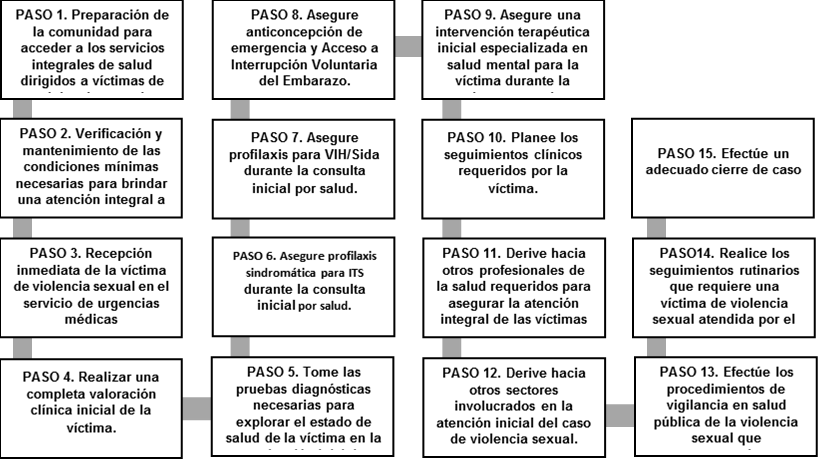 PASO 1. Preparación de
la comunidad para
acceder a los servicios
integrales de salud
dirigidos a víctimas de
PASO 2. Verificación y
mantenimiento de las
condiciones mínimas
necesarias para brindar
una atención integral a
PASO 3. Recepción
inmediata de la víctima
de violencia sexual en el
servicio de urgencias
médicas
PASO 4. Realizar una
completa valoración
clínica inicial de la
víctima.
PASO 5. Tome las
pruebas diagnósticas
necesarias para
explorar el estado de
salud de la víctima en la
PASO 6. Asegure profilaxis
sindromática para ITS
durante la consulta
inicial por salud.
PASO 7. Asegure
profilaxis para VIH/Sida
durante la consulta
inicial por salud.
PASO 8. Asegure
anticoncepción de
emergencia y Acceso a
Interrupción Voluntaria
del Embarazo.
PASO 9. Asegure una
intervención terapéutica
inicial especializada en
salud mental para la
víctima durante la
PASO 10. Planee los
seguimientos clínicos
requeridos por la
víctima.
PASO 11. Derive hacia
otros profesionales de
la salud requeridos para
asegurar la atención
integral de las víctimas
PASO 12. Derive hacia
otros sectores
involucrados en la
atención inicial del caso
de violencia sexual.
PASO 13. Efectúe los
procedimientos de
vigilancia en salud
pública de la violencia
sexual que
PASO14. Realice los
seguimientos rutinarios
que requiere una
víctima de violencia
sexual atendida por el
PASO 15. Efectúe un
adecuado cierre de caso